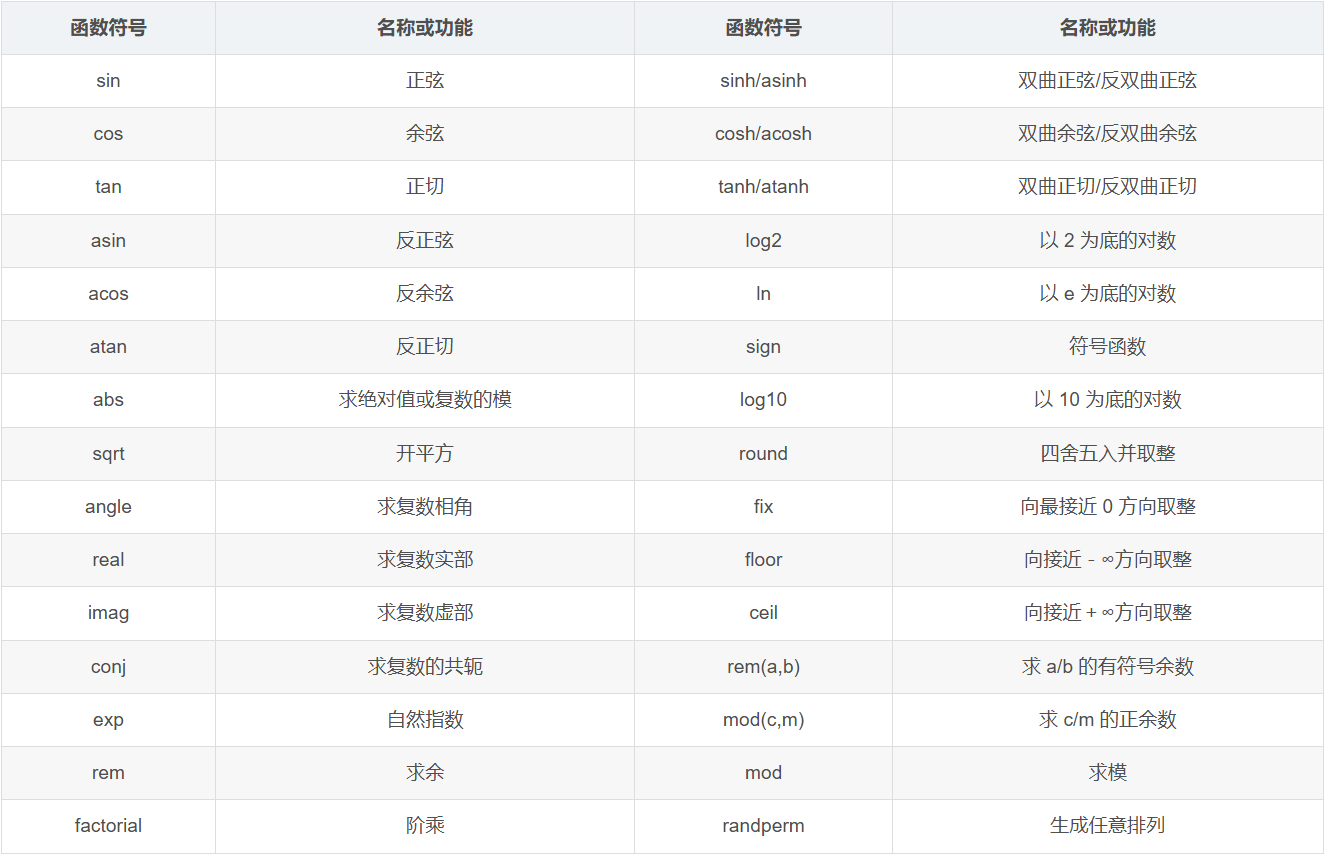 函数符号 名称或功能 函数符号 名称或功能
sin 正弦 sinh/asinh 双曲正弦/反双曲正弦
cos 余弦 cosh/acosh 双曲余弦/反双曲余弦
tan 正切 tanh/atanh 双曲正切/反双曲正切
asin 反正弦 log2 以 2 为底的对数
acos 反余弦 ln 以 e 为底的对数
atan 反正切 sign 符号函数
abs 求绝对值或复数的模 log10 以 10 为底的对数
sqrt 开平方 round 四舍五入并取整
angle 求复数相角 fix 向最接近 0 方向取整
real 求复数实部 floor 向接近﹣∞方向取整
imag 求复数虚部 ceil 向接近﹢∞方向取整
conj 求复数的共轭 rem(a,b) 求 a/b 的有符号余数
exp 自然指数 mod(c,m) 求 c/m 的正余数
rem 求余 mod 求模
factorial 阶乘 randperm 生成任意排列